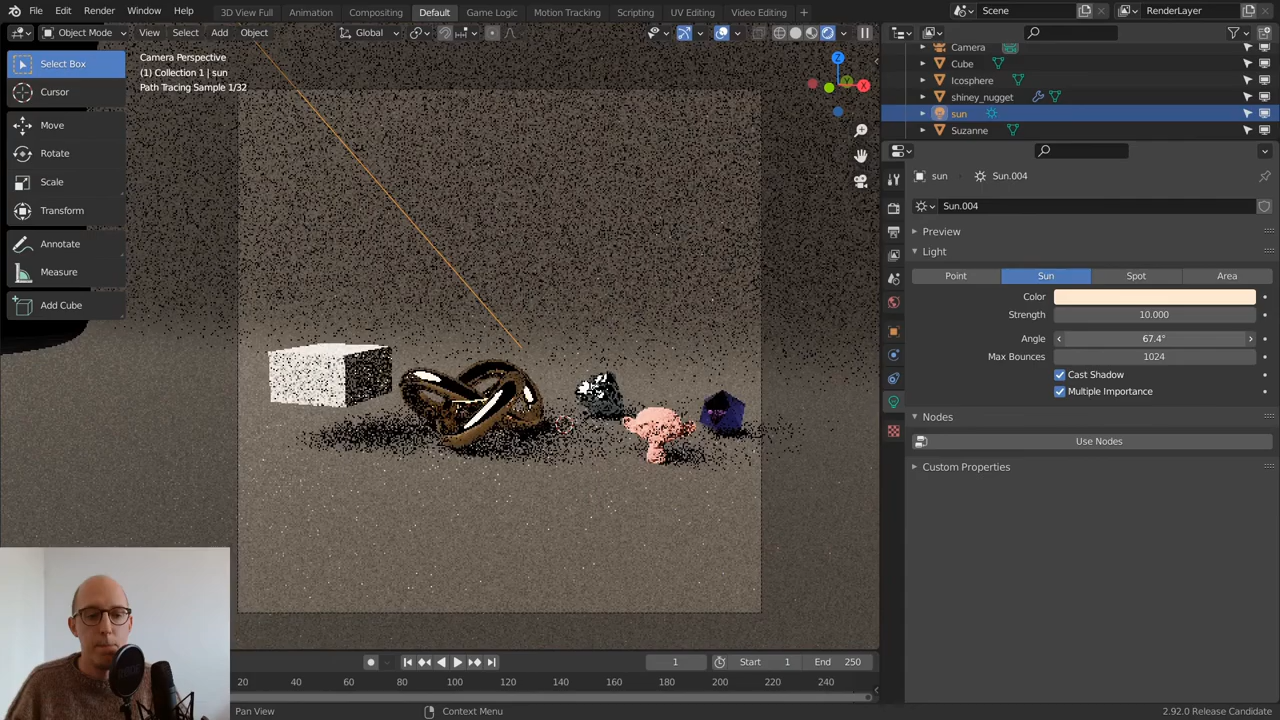 File Edit Render Window Help 3D View Full Animation Compositing Default Game Logic Motion Tracking Scripting UV Editing Video Editing Scene RenderLayer
Object Mode View Select Add Object Global
Select Box
Cursor
Move
Rotate
Scale
Transform
Annotate
Measure
Add Cube
Camera Perspective
(1) Collection 1 | sun
Path Tracing Sample 1/32
Z
Y
X
Camera
Cube
Icosphere
shiney_nugget
sun
Suzanne
sun Sun.004
Sun.004
Preview
Light
Point Sun Spot Area
Color
Strength 10.000
Angle 67.4°
Max Bounces 1024
Cast Shadow
Multiple Importance
Nodes
Use Nodes
Custom Properties
1 Start 1 End 250
20 40 60 80 100 120 140 160 180 200 220 240
Pan View Context Menu 2.92.0 Release Candidate